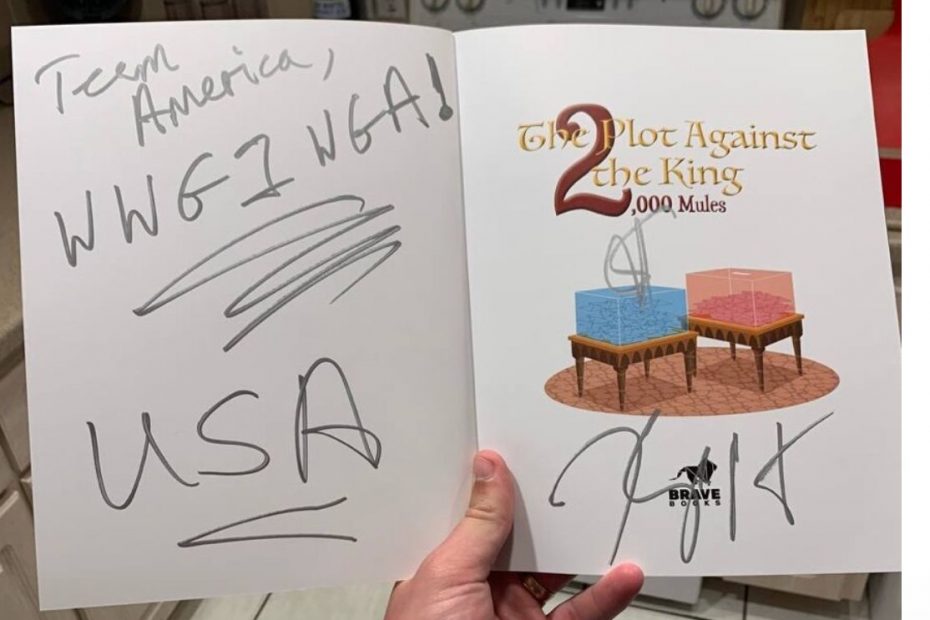 Team
America,
WWG1WGA!
USA
The Plot Against
2 the King
,000 Mules
BRAVE
BOOKS